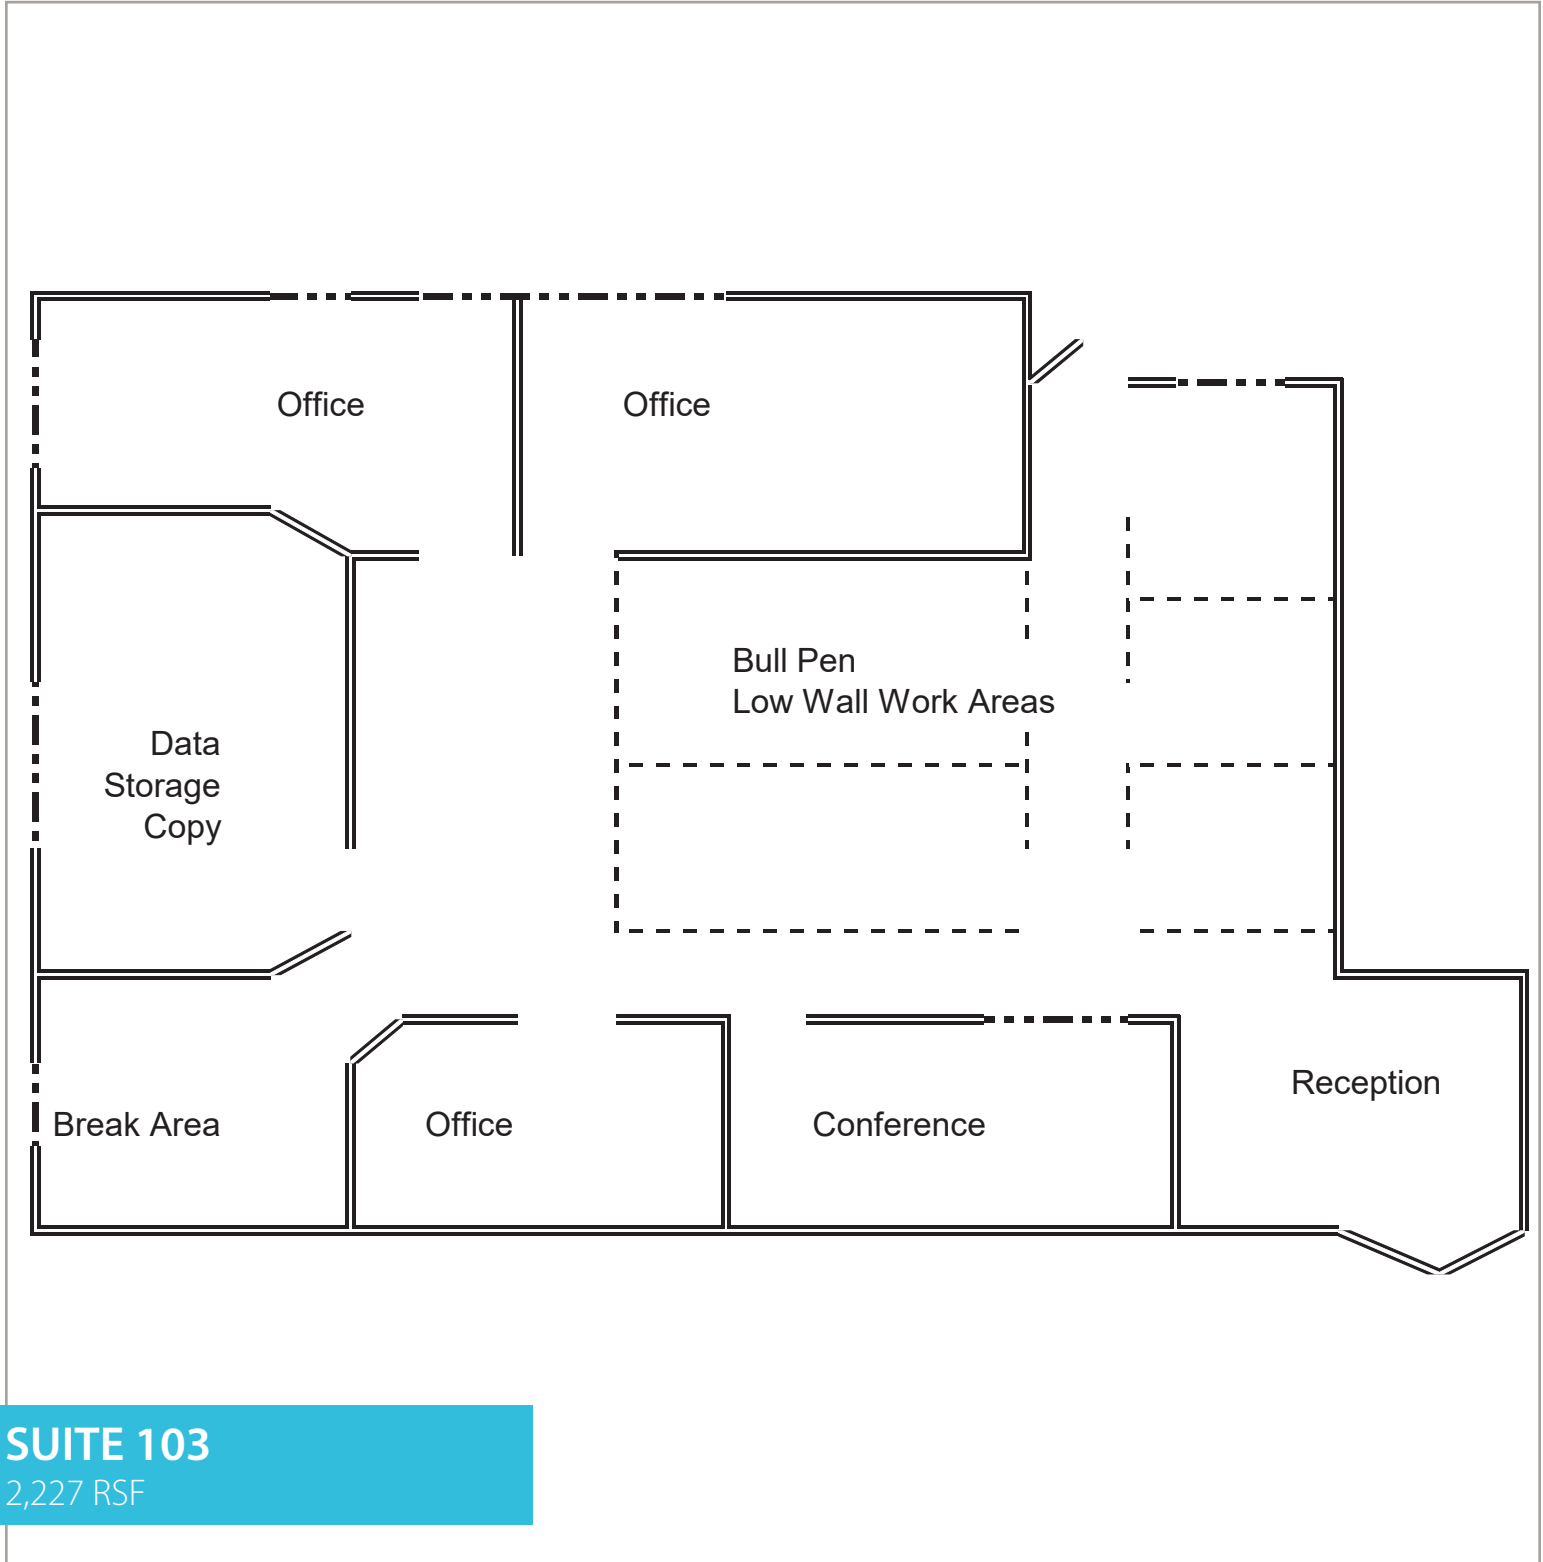 Office
Office
Bull Pen
Low Wall Work Areas
Data
Storage
Copy
Reception
Break Area
Office
Conference
SUITE 103
2,227 RSF